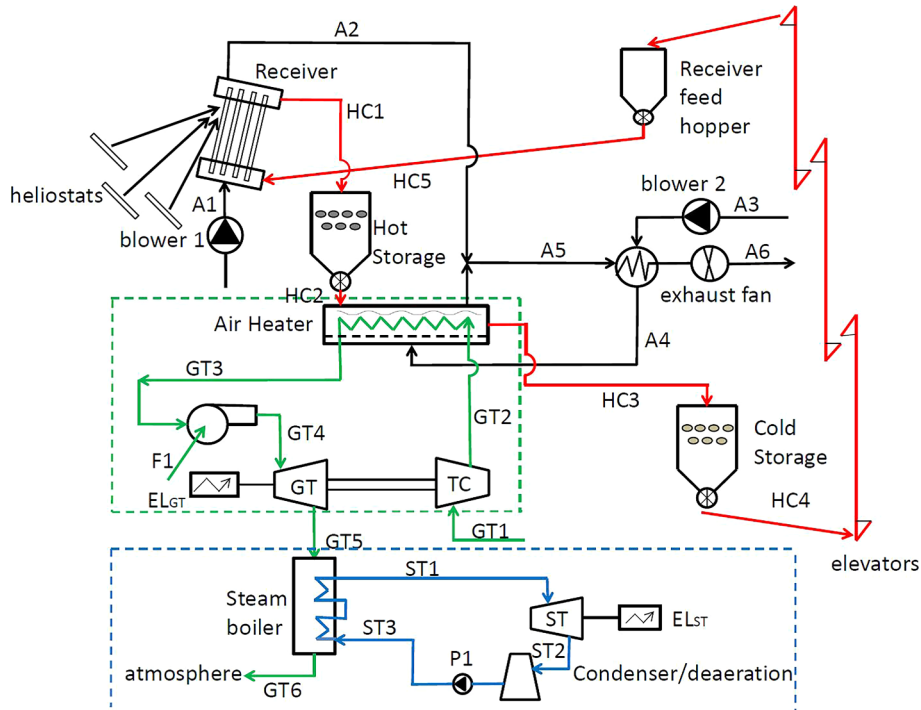 A2
Receiver
HC1
Receiver
feed
hopper
heliostats
A1
blower 1
HC5
blower 2
A3
Hot
Storage
A5
A6
exhaust fan
HC2
Air Heater
A4
GT3
GT2
HC3
GT4
F1
Cold
Storage
ELGT
GT
TC
HC4
GT1
GT5
elevators
ST1
Steam
boiler
ST
ELST
ST3
ST2
P1
Condenser/deaeration
atmosphere
GT6